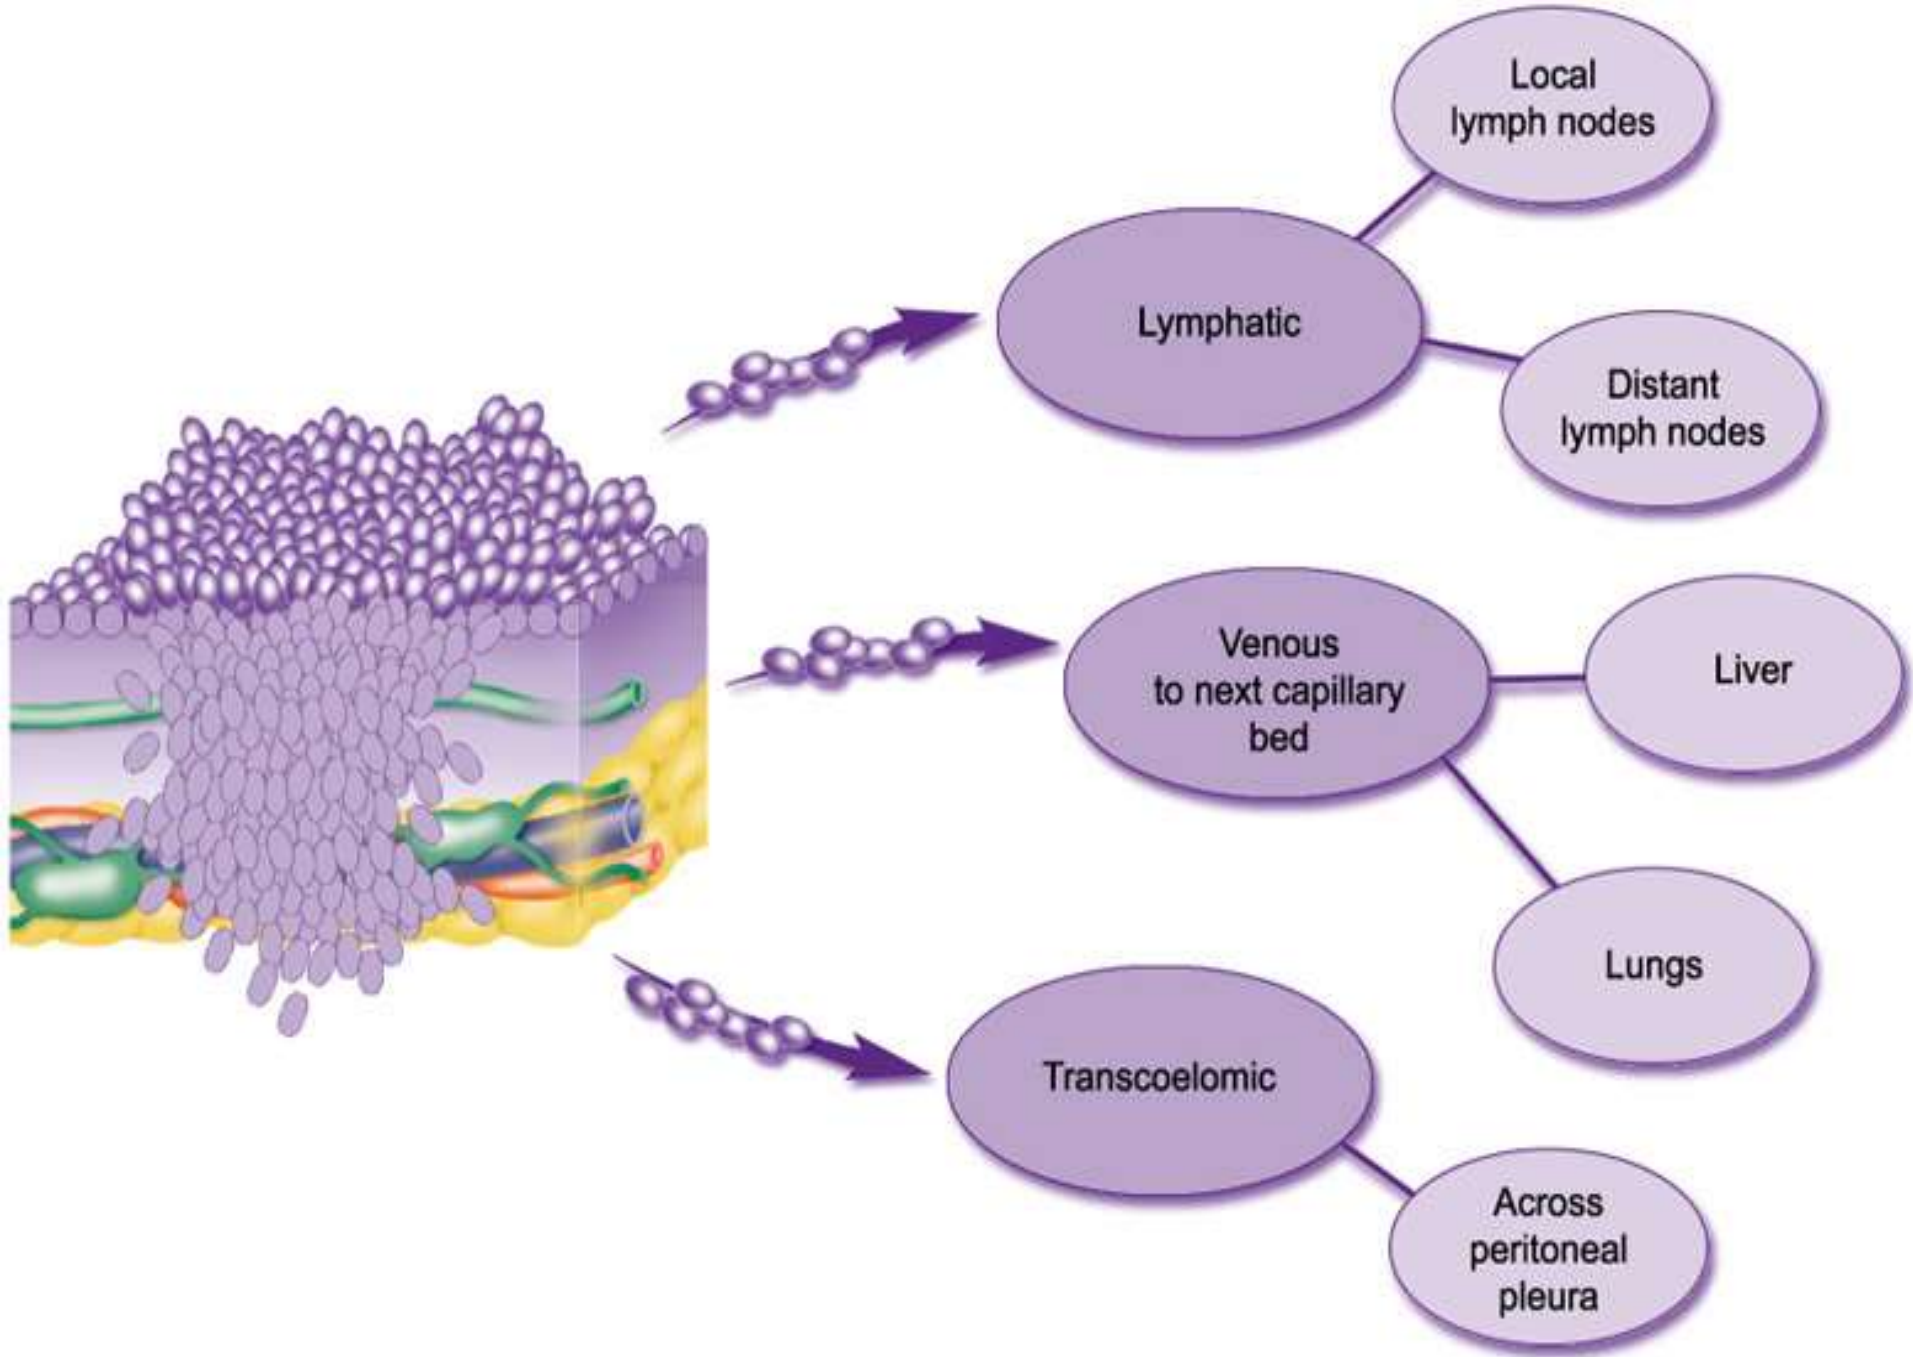 Local
lymph nodes
Lymphatic
Distant
lymph nodes
Venous
to next capillary
bed
Liver
Lungs
Transcoelomic
Across
peritoneal
pleura